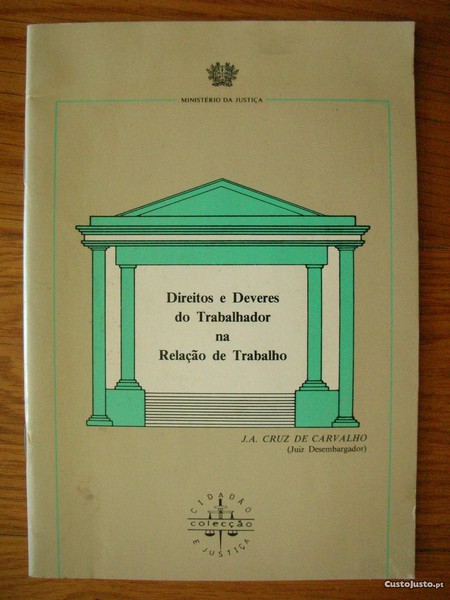 MINISTÉRIO DA JUSTIÇA
Direitos e Deveres
do Trabalhador
na
Relação de Trabalho
J.A. CRUZ DE CARVALHO
(Juiz Desembargador)
CIDADÃO
colecção
E JUSTIÇA
CustoJusto.pt